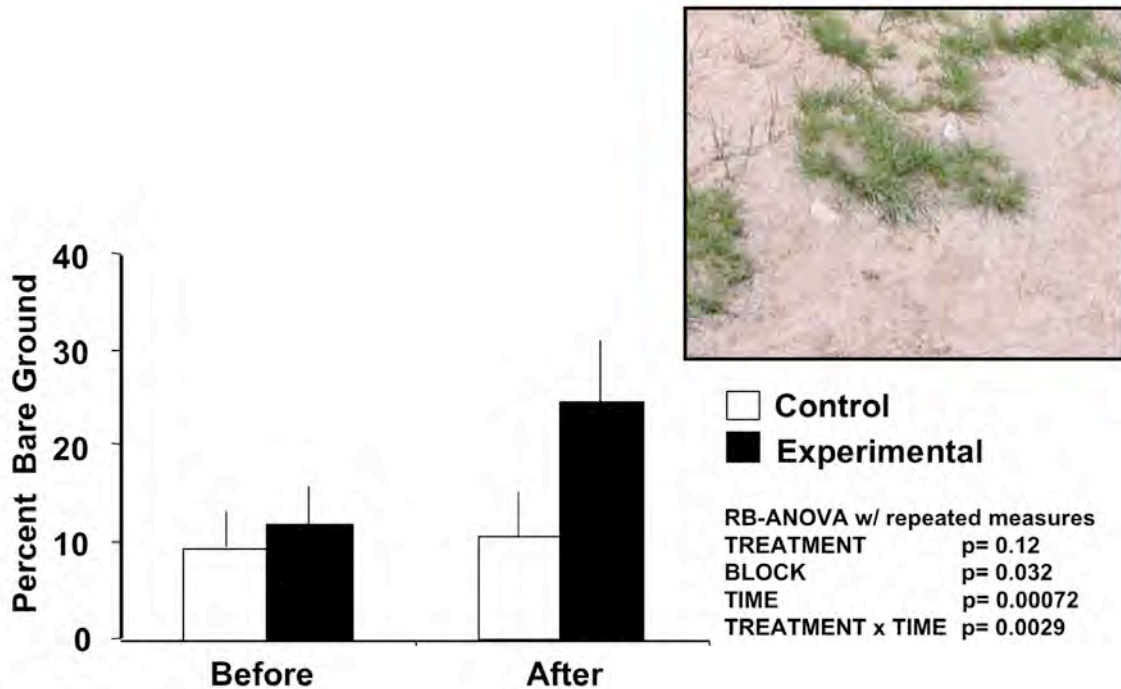 Percent Bare Ground
40
30
20
10
0
Before
After
Control
Experimental
RB-ANOVA w/ repeated measures
TREATMENT p= 0.12
BLOCK p= 0.032
TIME p= 0.00072
TREATMENT x TIME p= 0.0029